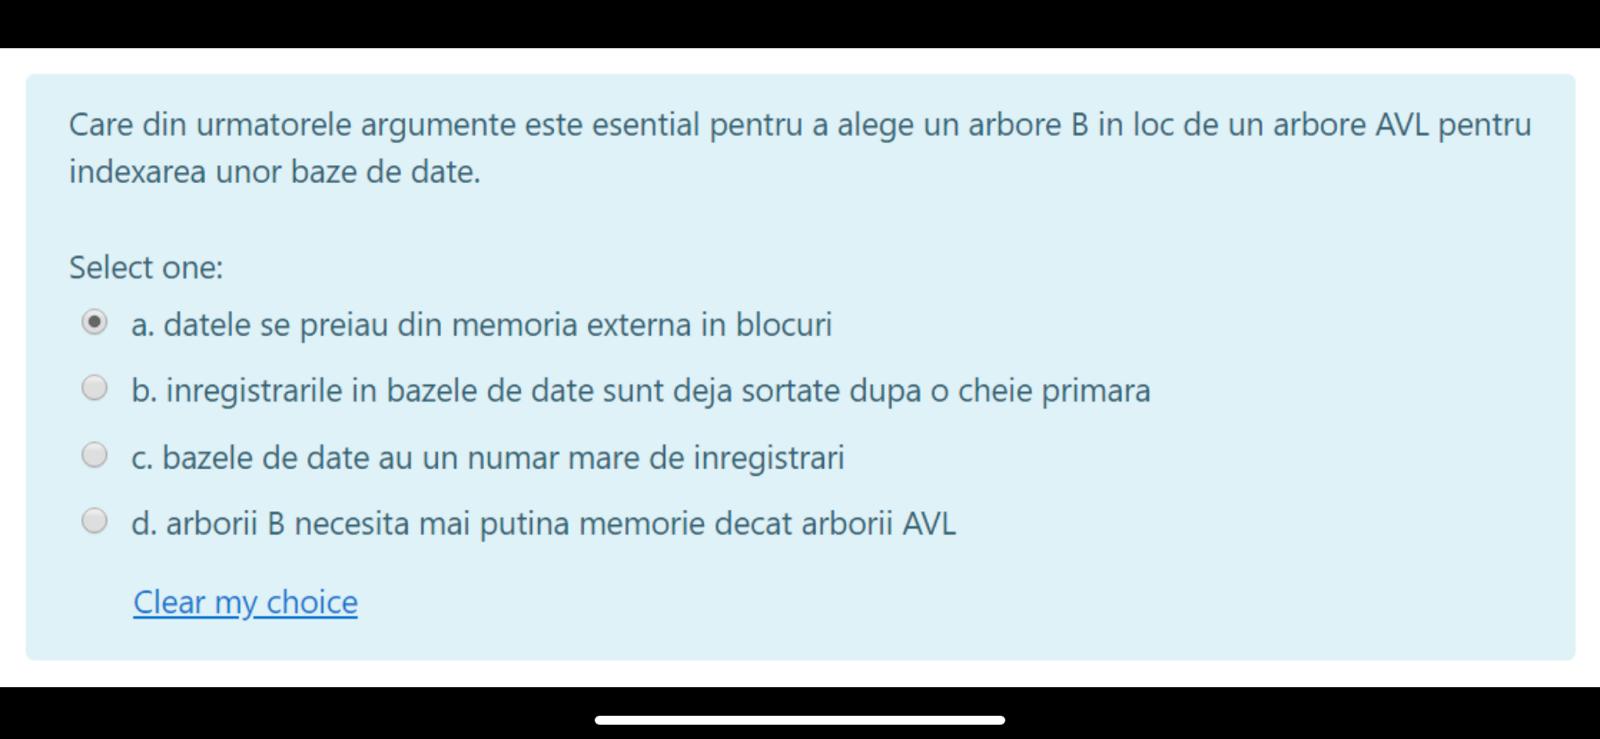 Care din urmatorele argumente este esential pentru a alege un arbore B in loc de un arbore AVL pentru
indexarea unor baze de date.
Select one:
a. datele se preiau din memoria externa in blocuri
b. inregistrarile in bazele de date sunt deja sortate dupa o cheie primara
c. bazele de date au un numar mare de inregistrari
d. arborii B necesita mai putina memorie decat arborii AVL
Clear my choice